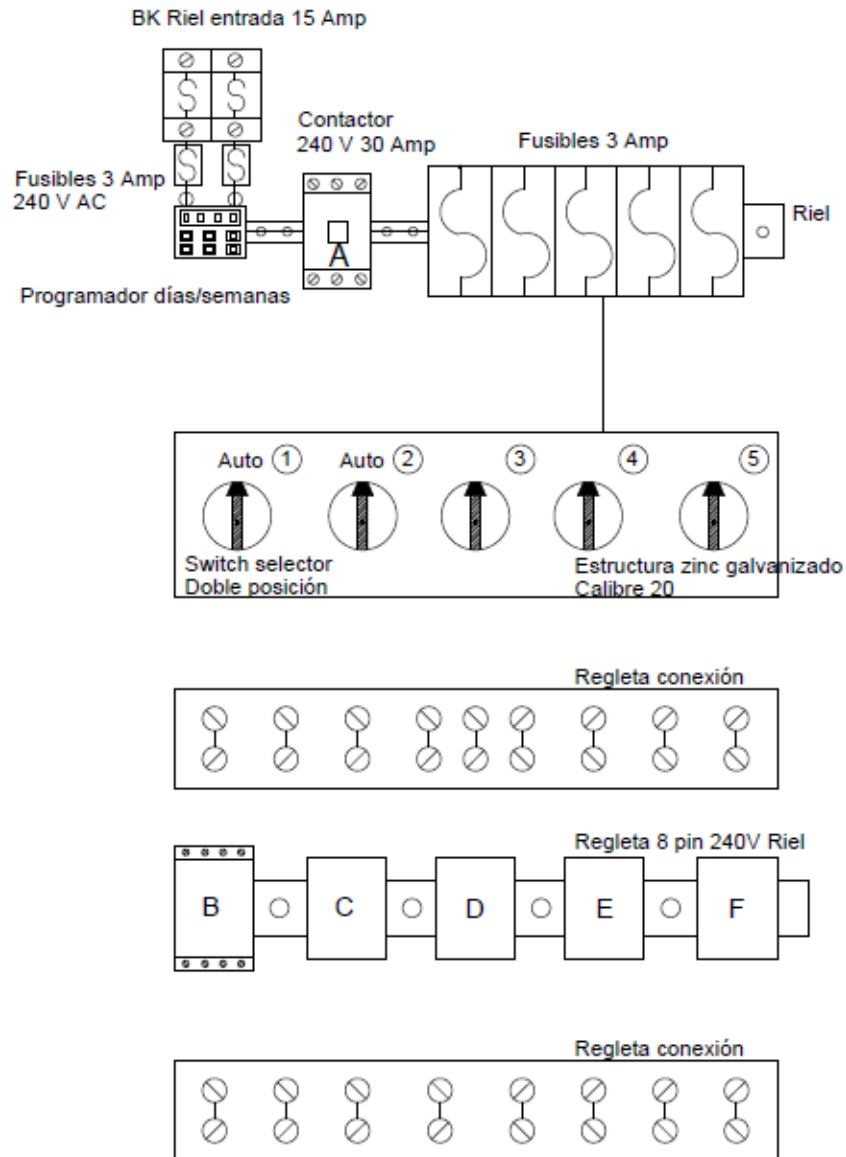 BK Riel entrada 15 Amp
Contactor
240 V 30 Amp
Fusibles 3 Amp
Fusibles 3 Amp
240 V AC
Riel
A
Programador días/semanas
Auto 1
Auto 2
3
4
5
Switch selector
Doble posición
Estructura zinc galvanizado
Calibre 20
Regleta conexión
Regleta 8 pin 240V Riel
B
C
D
E
F
Regleta conexión